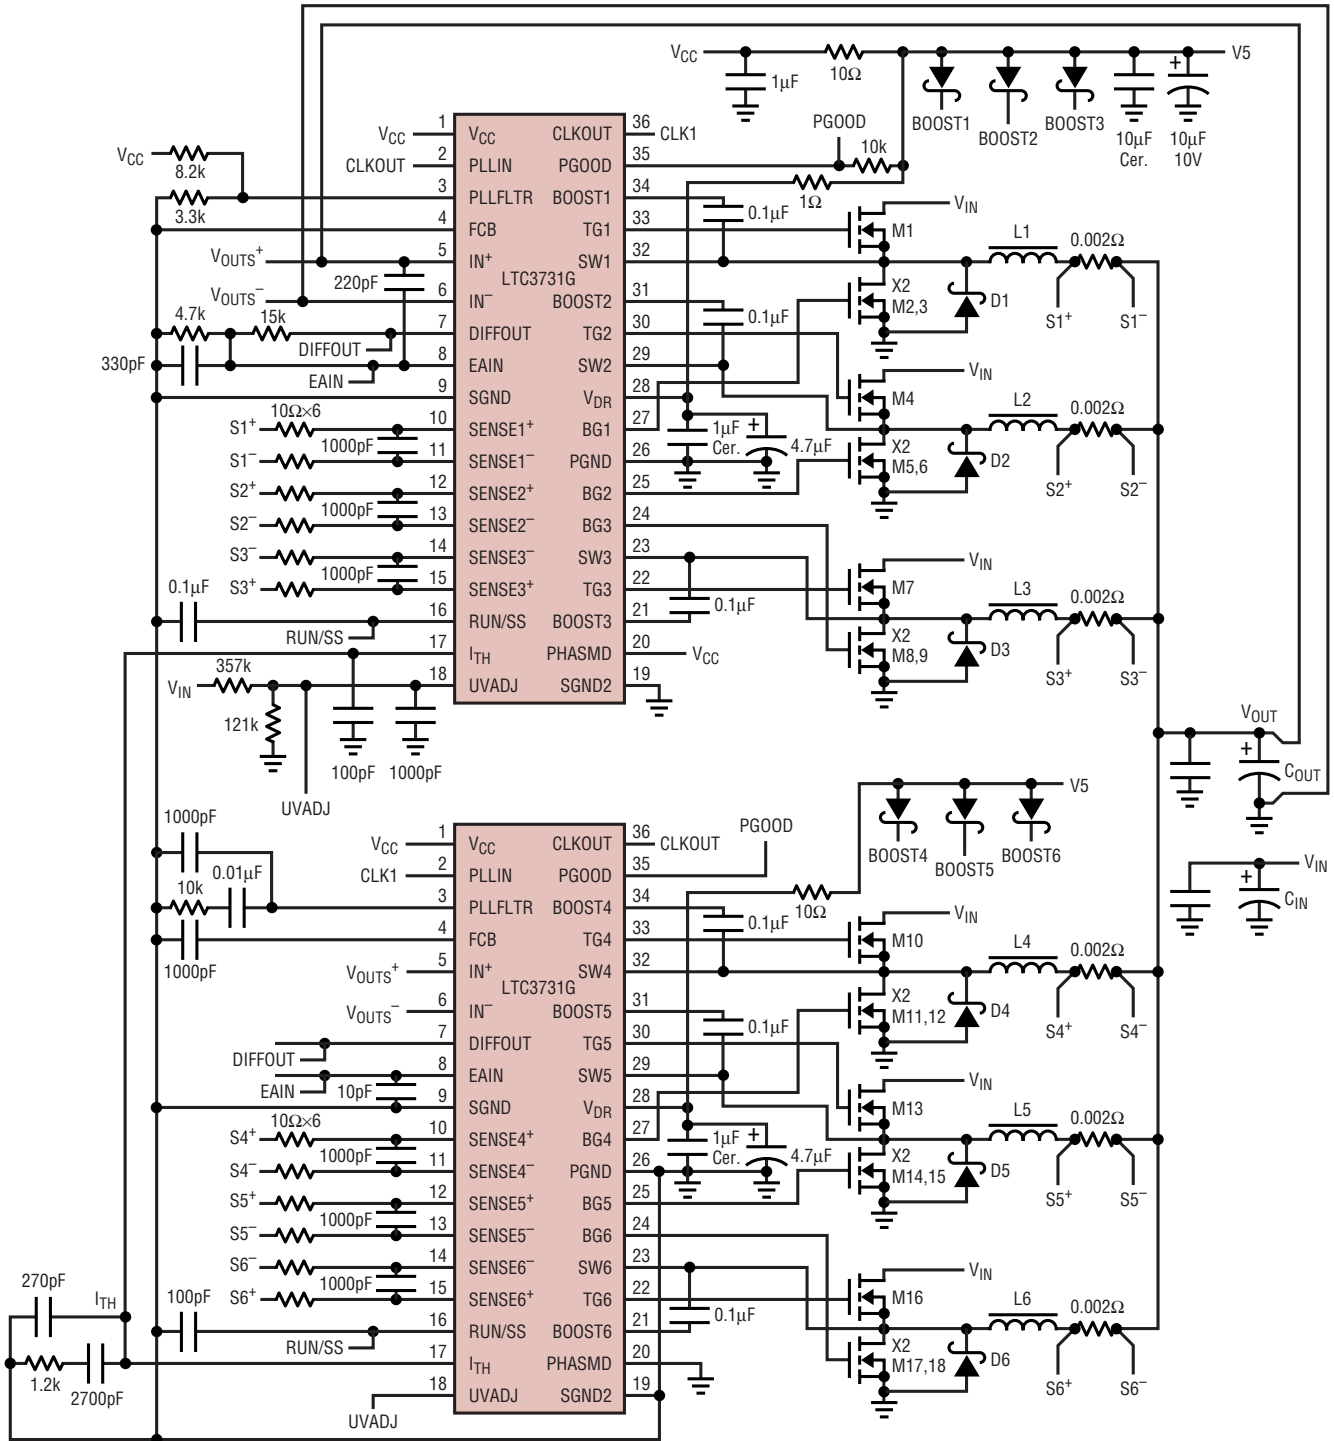 VCC
1µF
10Ω
V5
BOOST1
BOOST2
BOOST3
10µF
Cer.
10µF
10V
+
PGOOD
10k
1Ω
VCC
8.2k
3.3k
VCC
CLKOUT
1 VCC CLKOUT 36 CLK1
2 PLLIN PGOOD 35
3 PLLFLTR BOOST1 34
4 FCB TG1 33
5 IN+ SW1 32
LTC3731G
6 IN− BOOST2 31
7 DIFFOUT TG2 30
8 EAIN SW2 29
9 SGND VDR 28
10 SENSE1+ BG1 27
11 SENSE1− PGND 26
12 SENSE2+ BG2 25
13 SENSE2− BG3 24
14 SENSE3− SW3 23
15 SENSE3+ TG3 22
16 RUN/SS BOOST3 21
17 ITH PHASMD 20 VCC
18 UVADJ SGND2 19
VOUTS+
220pF
VOUTS−
4.7k
15k
DIFFOUT
330pF
EAIN
10Ω×6
S1+
1000pF
S1−
S2+
1000pF
S2−
S3−
1000pF
S3+
0.1µF
RUN/SS
357k
VIN
121k
100pF
1000pF
UVADJ
0.1µF
0.1µF
1µF
Cer.
+
4.7µF
0.1µF
VIN
M1
X2
M2,3
D1
L1
0.002Ω
S1+
S1−
VIN
M4
X2
M5,6
D2
L2
0.002Ω
S2+
S2−
VIN
M7
X2
M8,9
D3
L3
0.002Ω
S3+
S3−
VOUT
+
COUT
VIN
+
CIN
V5
BOOST4
BOOST5
BOOST6
PGOOD
10Ω
1000pF
0.01µF
10k
1000pF
VCC
CLK1
1 VCC CLKOUT 36 CLKOUT
2 PLLIN PGOOD 35
3 PLLFLTR BOOST4 34
4 FCB TG4 33
5 IN+ SW4 32
LTC3731G
6 IN− BOOST5 31
7 DIFFOUT TG5 30
8 EAIN SW5 29
9 SGND VDR 28
10 SENSE4+ BG4 27
11 SENSE4− PGND 26
12 SENSE5+ BG5 25
13 SENSE5− BG6 24
14 SENSE6− SW6 23
15 SENSE6+ TG6 22
16 RUN/SS BOOST6 21
17 ITH PHASMD 20
18 UVADJ SGND2 19
VOUTS+
VOUTS−
DIFFOUT
EAIN
10pF
10Ω×6
S4+
1000pF
S4−
S5+
1000pF
S5−
S6−
1000pF
S6+
270pF
ITH
100pF
RUN/SS
1.2k
2700pF
UVADJ
0.1µF
0.1µF
1µF
Cer.
+
4.7µF
0.1µF
VIN
M10
X2
M11,12
D4
L4
0.002Ω
S4+
S4−
VIN
M13
X2
M14,15
D5
L5
0.002Ω
S5+
S5−
VIN
M16
X2
M17,18
D6
L6
0.002Ω
S6+
S6−